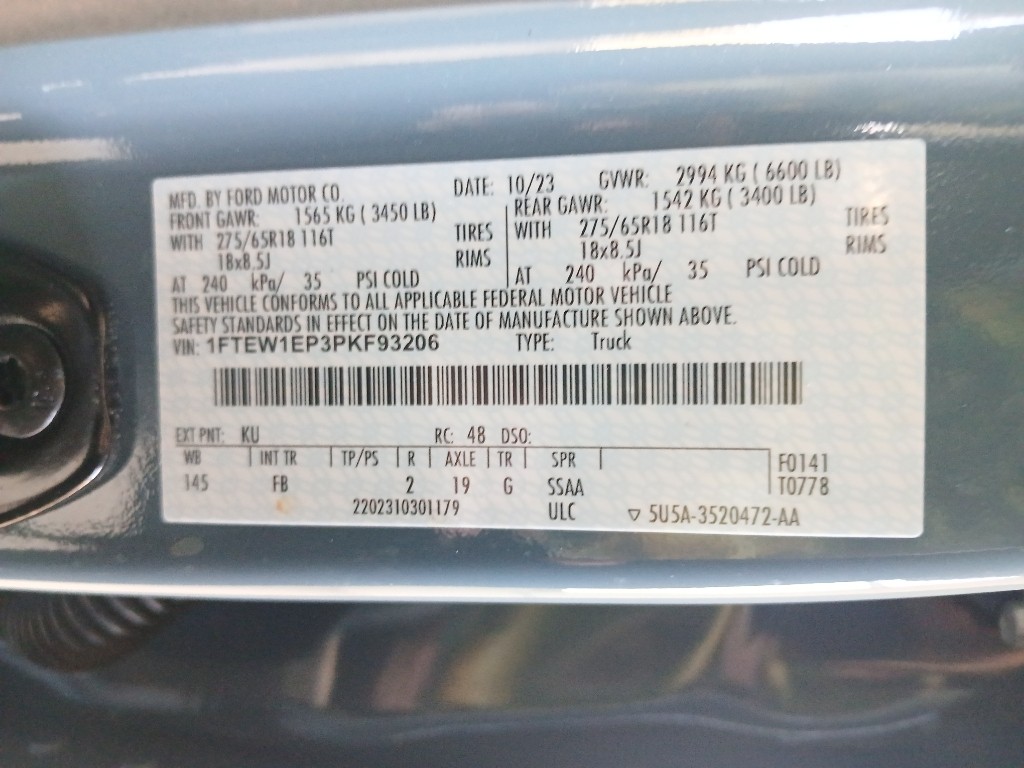 MFD. BY FORD MOTOR CO. DATE: 10/23 GVWR: 2994 KG ( 6600 LB)
FRONT GAWR: 1565 KG ( 3450 LB) REAR GAWR: 1542 KG ( 3400 LB)
WITH 275/65R18 116T TIRES WITH 275/65R18 116T TIRES
18x8.5J RIMS 18x8.5J RIMS
AT 240 kPa/ 35 PSI COLD AT 240 kPa/ 35 PSI COLD
THIS VEHICLE CONFORMS TO ALL APPLICABLE FEDERAL MOTOR VEHICLE
SAFETY STANDARDS IN EFFECT ON THE DATE OF MANUFACTURE SHOWN ABOVE.
VIN: 1FTEW1EP3PKF93206 TYPE: Truck
EXT PNT: KU RC: 48 DSO:
WB INT TR TP/PS R AXLE TR SPR F0141
145 FB 2 19 G SSAA T0778
2202310301179 ULC ▽ 5U5A-3520472-AA